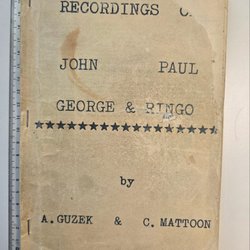 RECORDINGS O
JOHN PAUL
GEORGE & RINGO
★★★★★★★★★★★★★★★★★★★★★
by
A. GUZEK & C. MATTOON